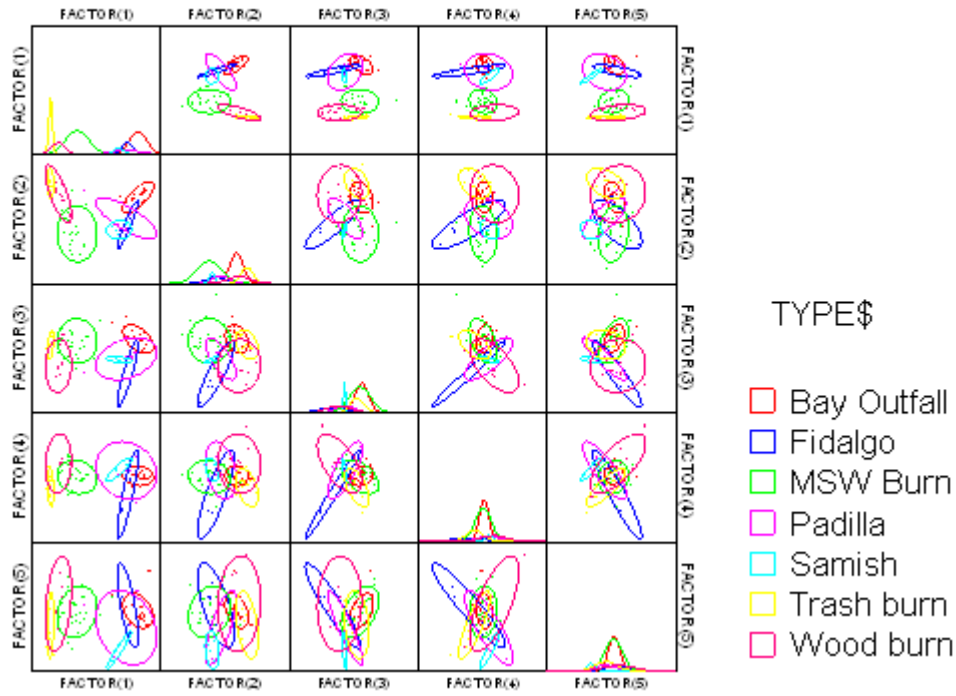 FACTOR(1) FACTOR(2) FACTOR(3) FACTOR(4) FACTOR(5)
FACTOR(1)
FACTOR(1)
FACTOR(2)
FACTOR(2)
FACTOR(3)
FACTOR(3)
FACTOR(4)
FACTOR(4)
FACTOR(5)
FACTOR(5)
FACTOR(1) FACTOR(2) FACTOR(3) FACTOR(4) FACTOR(5)
TYPE$
Bay Outfall
Fidalgo
MSW Burn
Padilla
Samish
Trash burn
Wood burn